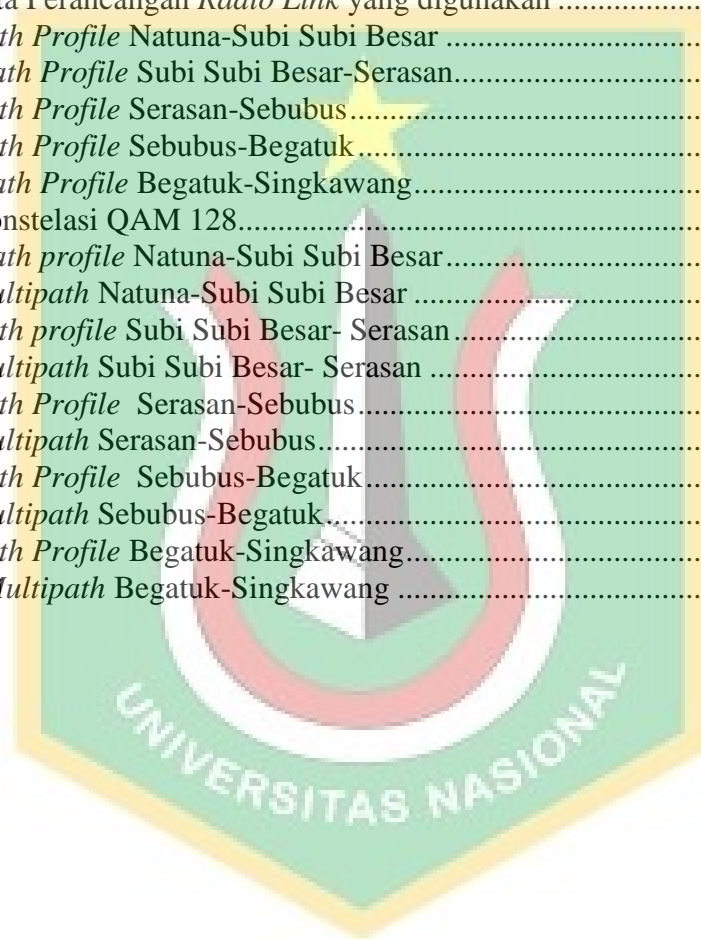 ta Perancangan Radio Link yang digunakan ....................
th Profile Natuna-Subi Subi Besar .................................
ath Profile Subi Subi Besar-Serasan................................
th Profile Serasan-Sebubus.............................................
th Profile Sebubus-Begatuk............................................
ath Profile Begatuk-Singkawang.....................................
onstelasi QAM 128..........................................................
ath profile Natuna-Subi Subi Besar.................................
ultipath Natuna-Subi Subi Besar .....................................
th profile Subi Subi Besar- Serasan................................
ultipath Subi Subi Besar- Serasan ...................................
th Profile  Serasan-Sebubus............................................
ultipath Serasan-Sebubus.................................................
th Profile  Sebubus-Begatuk...........................................
ultipath Sebubus-Begatuk................................................
th Profile Begatuk-Singkawang......................................
Multipath Begatuk-Singkawang .......................................
UNIVERSITAS NASIONAL